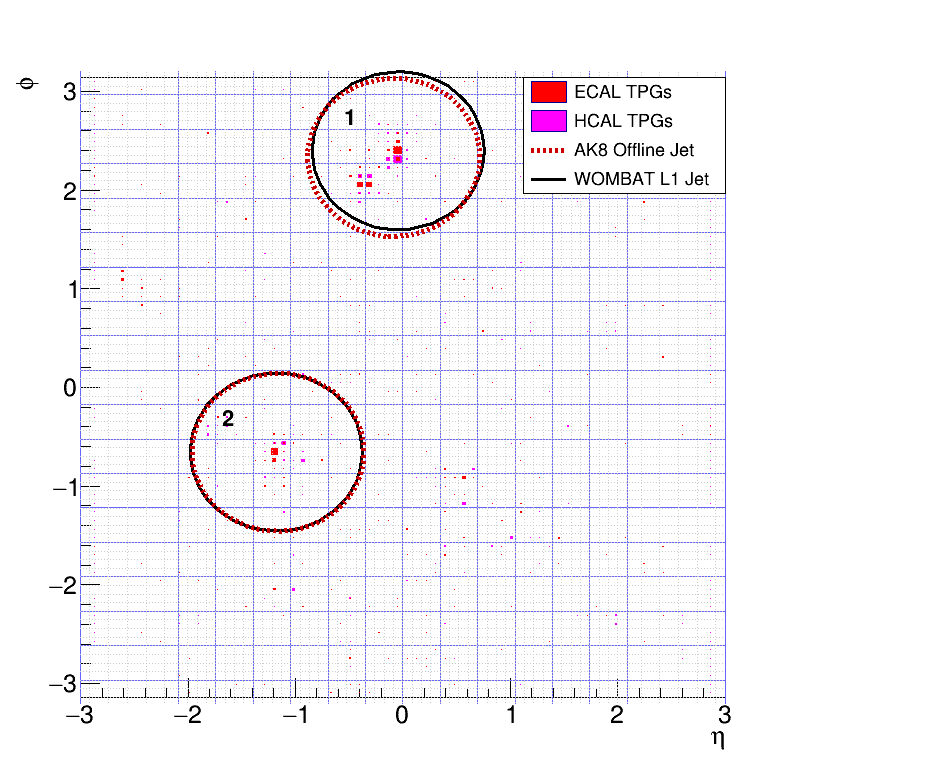 ϕ
3
2
1
0
−1
−2
−3
1
2
ECAL TPGs
HCAL TPGs
AK8 Offline Jet
WOMBAT L1 Jet
−3 −2 −1 0 1 2 3
η